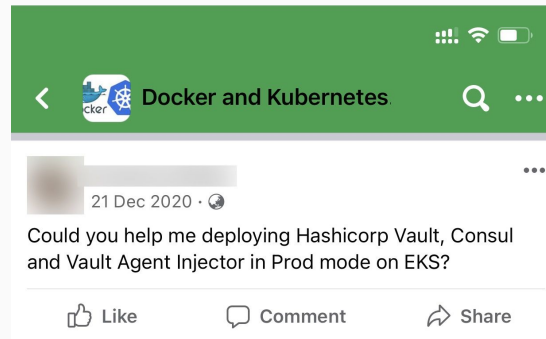 cker
Docker and Kubernetes
21 Dec 2020 ·
Could you help me deploying Hashicorp Vault, Consul
and Vault Agent Injector in Prod mode on EKS?
Like Comment Share